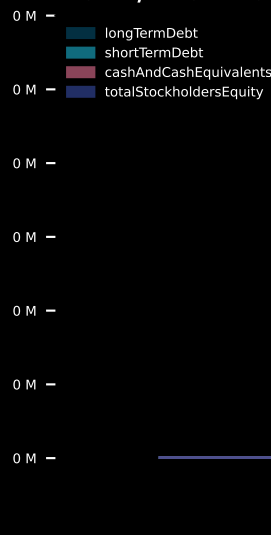 0 M
longTermDebt
shortTermDebt
cashAndCashEquivalents
0 M
totalStockholdersEquity
0 M
0 M
0 M
0 M
0 M